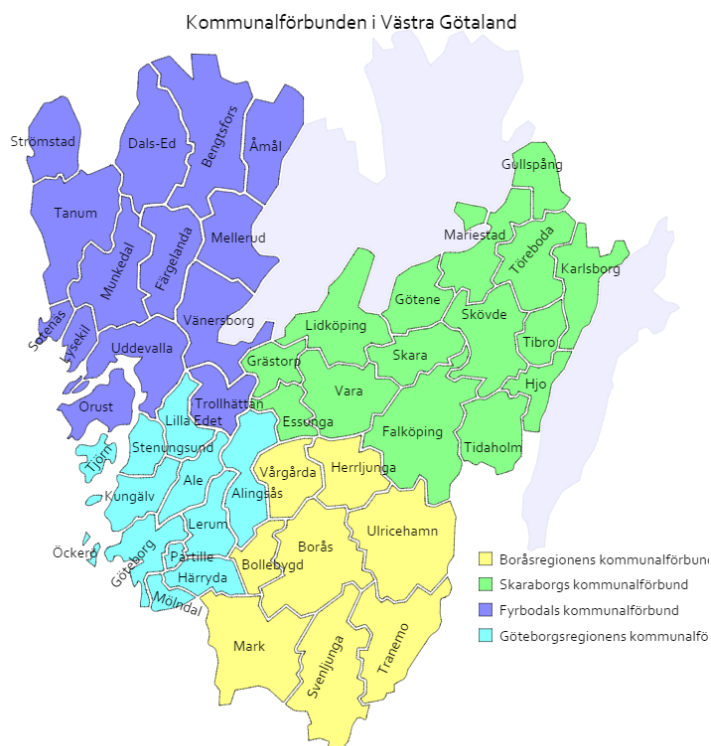 Kommunalförbunden i Västra Götaland
Strömstad
Dals-Ed
Bengtsfors
Åmål
Gullspång
Tanum
Munkedal
Färgelanda
Mellerud
Mariestad
Töreboda
Karlsborg
Götene
Skövde
Sotenäs
Lysekil
Uddevalla
Vänersborg
Lidköping
Skara
Tibro
Grästorp
Vara
Hjo
Orust
Trollhättan
Lilla Edet
Essunga
Falköping
Tidaholm
Stenungsund
Tjörn
Ale
Vårgårda
Herrljunga
Kungälv
Alingsås
Lerum
Ulricehamn
Borås
Öckerö
Göteborg
Partille
Bollebygd
Härryda
Mölndal
Mark
Svenljunga
Tranemo
Boråsregionens kommunalförbund
Skaraborgs kommunalförbund
Fyrbodals kommunalförbund
Göteborgsregionens kommunalfö